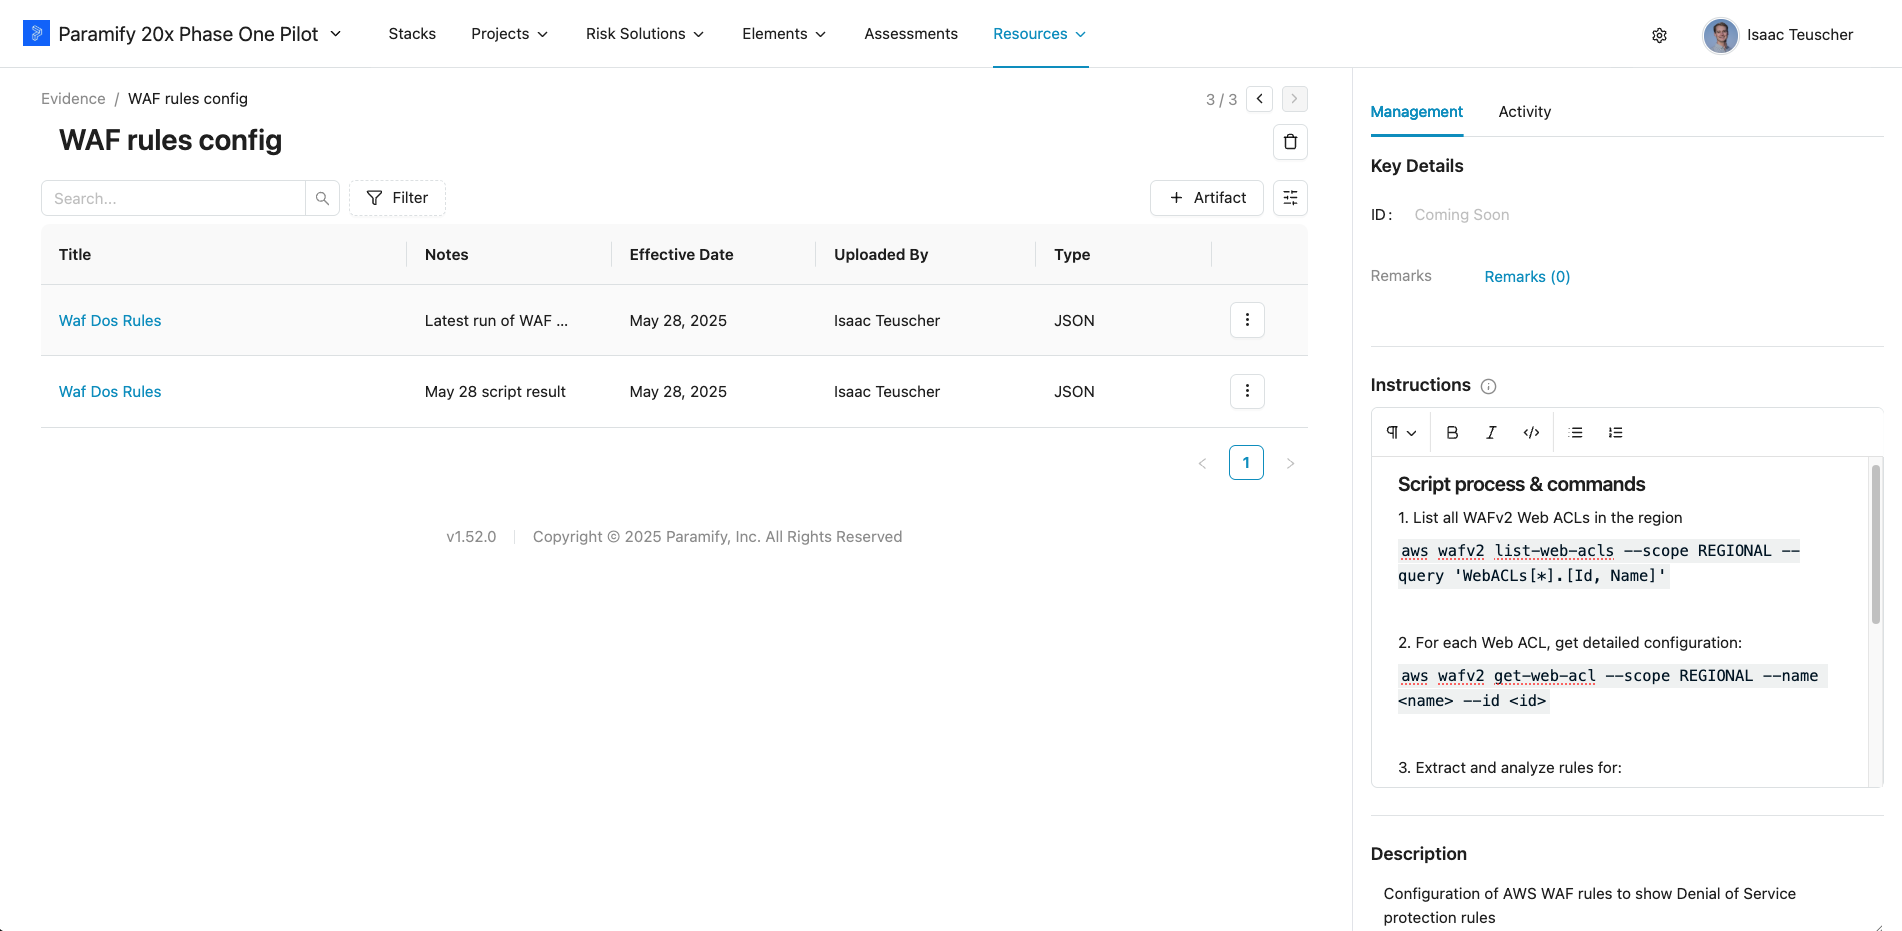 Paramify 20x Phase One Pilot
Stacks
Projects
Risk Solutions
Elements
Assessments
Resources
Isaac Teuscher
Evidence / WAF rules config
3 / 3
WAF rules config
Search...
Filter
Artifact
Title Notes Effective Date Uploaded By Type
Waf Dos Rules Latest run of WAF ... May 28, 2025 Isaac Teuscher JSON
Waf Dos Rules May 28 script result May 28, 2025 Isaac Teuscher JSON
1
v1.52.0 Copyright © 2025 Paramify, Inc. All Rights Reserved
Management Activity
Key Details
ID: Coming Soon
Remarks Remarks (0)
Instructions
Script process & commands
1. List all WAFv2 Web ACLs in the region
aws wafv2 list-web-acls --scope REGIONAL --
query 'WebACLs[*].[Id, Name]'
2. For each Web ACL, get detailed configuration:
aws wafv2 get-web-acl --scope REGIONAL --name
<name> --id <id>
3. Extract and analyze rules for:
Description
Configuration of AWS WAF rules to show Denial of Service
protection rules